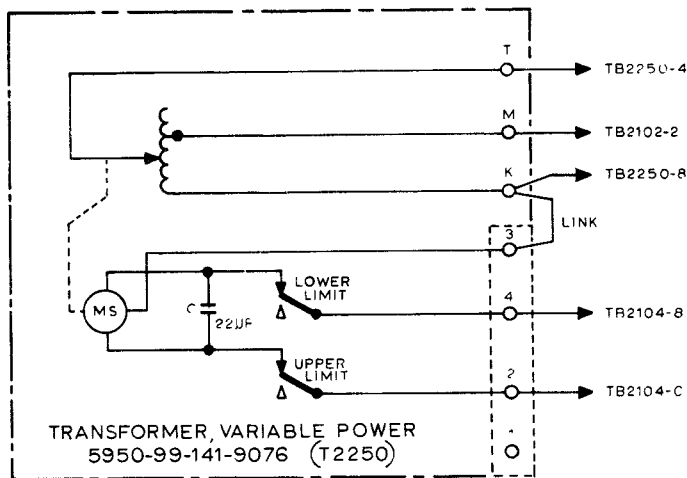 T
TB2250-4
M
TB2102-2
K
TB2250-8
LINK
3
LOWER
LIMIT
4
TB2104-B
MS
C
22µF
UPPER
LIMIT
2
TB2104-C
1
TRANSFORMER, VARIABLE POWER
5950-99-141-9076 (T2250)